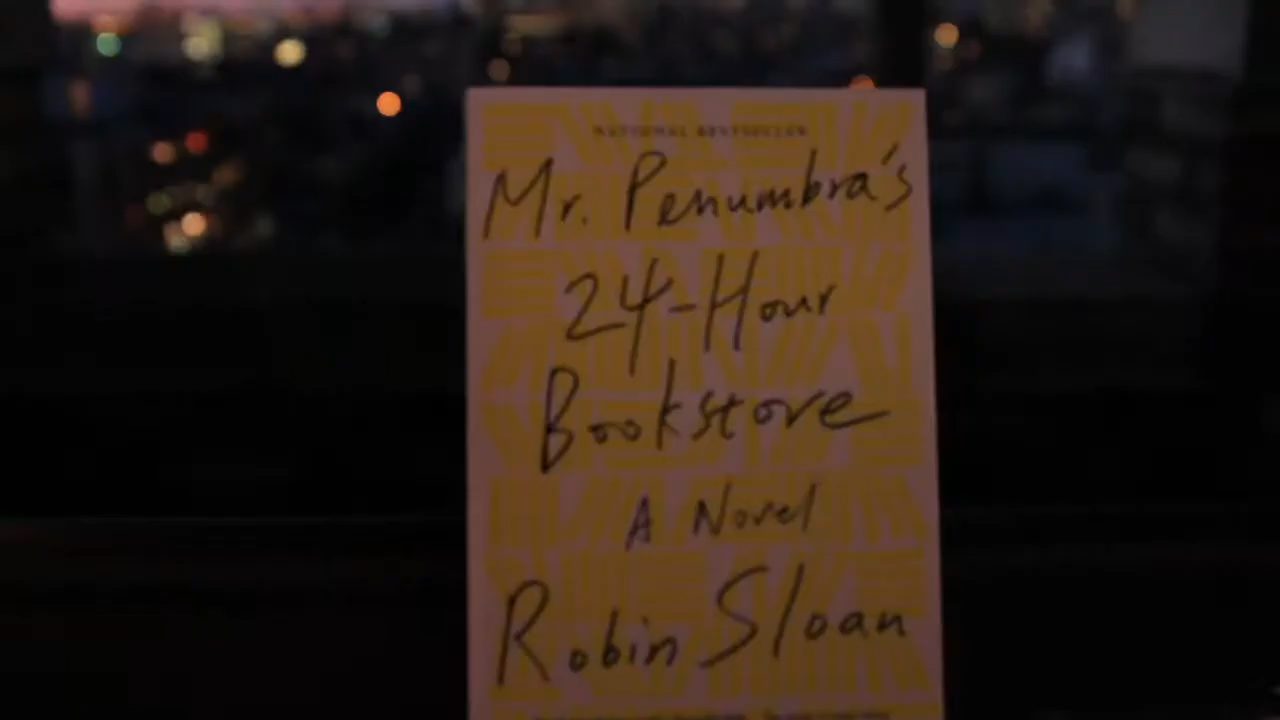 NATIONAL BESTSELLER
Mr. Penumbra's
24-Hour
Bookstore
A Novel
Robin Sloan